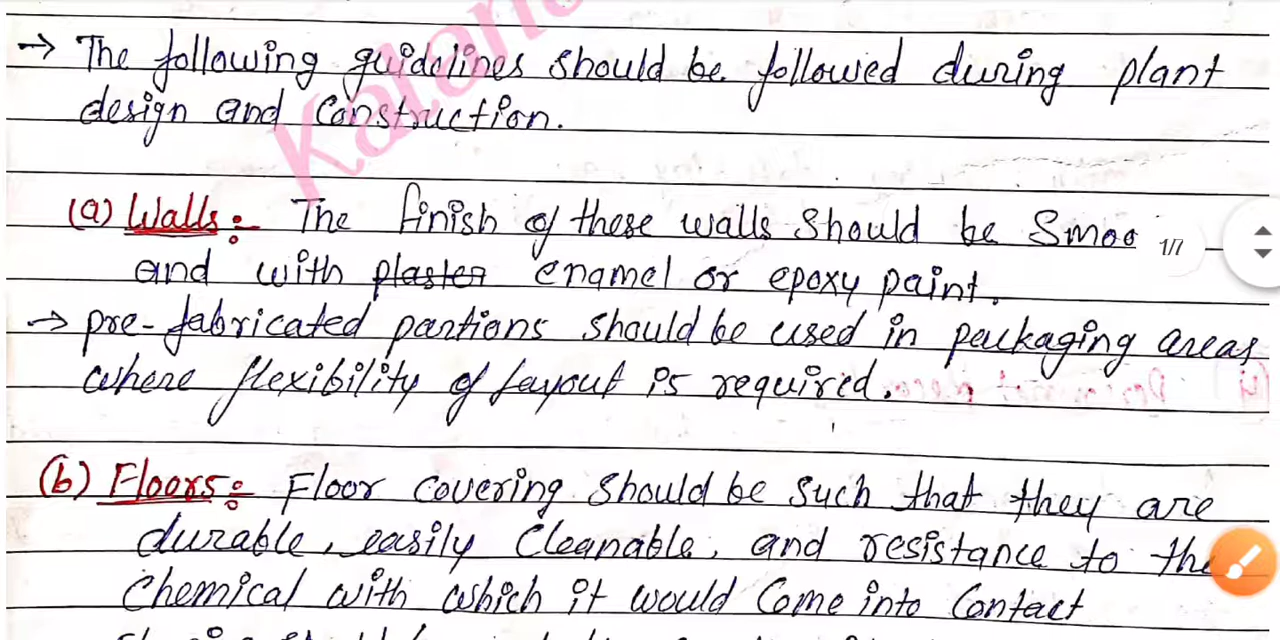 → The following guidelines should be followed during plant
design and Construction.
(a) Walls:- The finish of these walls should be Smoo
and with plaster enamel or epoxy paint.
→ pre-fabricated partions should be used in packaging areas
where flexibility of layout is required.
(b) Floors:- Floor covering should be such that they are
durable, easily cleanable, and resistance to the
chemical with which it would come into contact
1/7